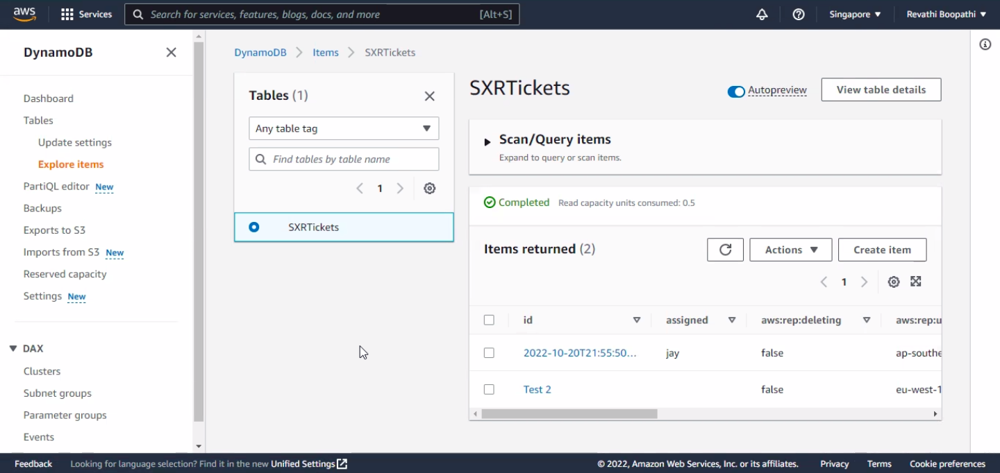 aws Services Search for services, features, blogs, docs, and more [Alt+S] Singapore ▼ Revathi Boopathi ▼
DynamoDB
Dashboard
Tables
Update settings
Explore items
PartiQL editor New
Backups
Exports to S3
Imports from S3 New
Reserved capacity
Settings New
▼ DAX
Clusters
Subnet groups
Parameter groups
Events
DynamoDB > Items > SXRTickets
Tables (1)
Any table tag
Find tables by table name
1
SXRTickets
SXRTickets
Autopreview View table details
Scan/Query items
Expand to query or scan items.
Completed Read capacity units consumed: 0.5
Items returned (2) Actions ▼ Create item
1
id assigned aws:rep:deleting aws:rep:u
2022-10-20T21:55:50... jay false ap-southe
Test 2 false eu-west-1
Feedback Looking for language selection? Find it in the new Unified Settings © 2022, Amazon Web Services, Inc. or its affiliates. Privacy Terms Cookie preferences